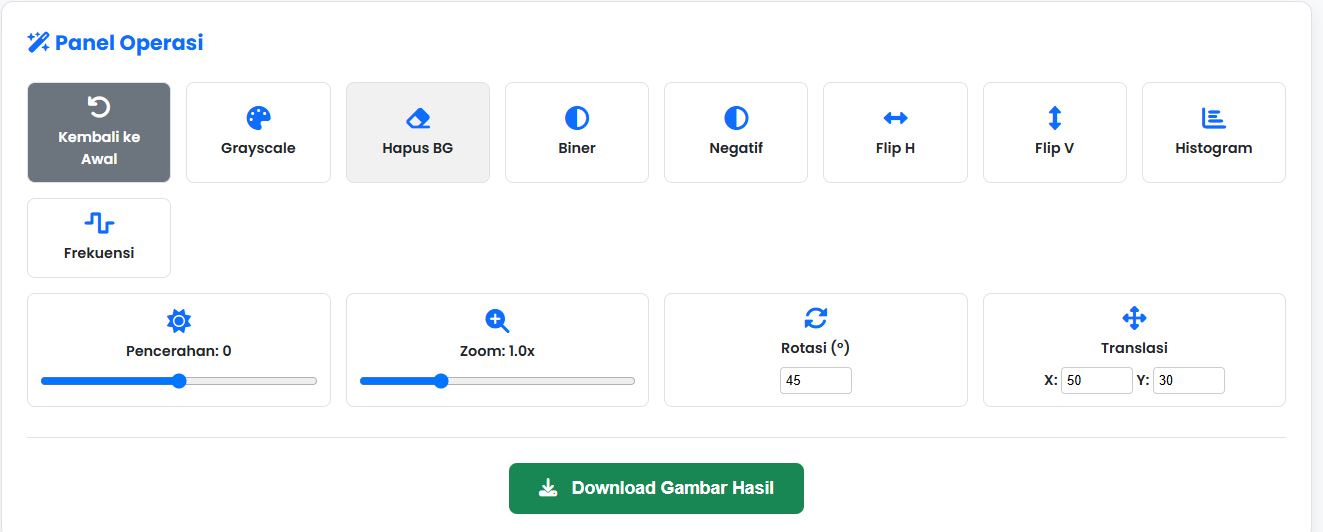 Panel Operasi
Kembali ke
Awal
Grayscale
Hapus BG
Biner
Negatif
Flip H
Flip V
Histogram
Frekuensi
Pencerahan: 0
Zoom: 1.0x
Rotasi (°)
45
Translasi
X: 50 Y: 30
Download Gambar Hasil